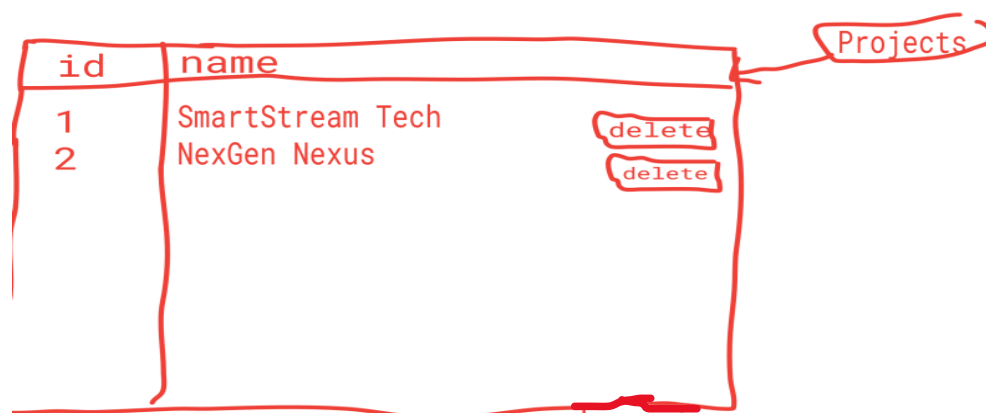 Projects
id name
1 SmartStream Tech delete
2 NexGen Nexus delete